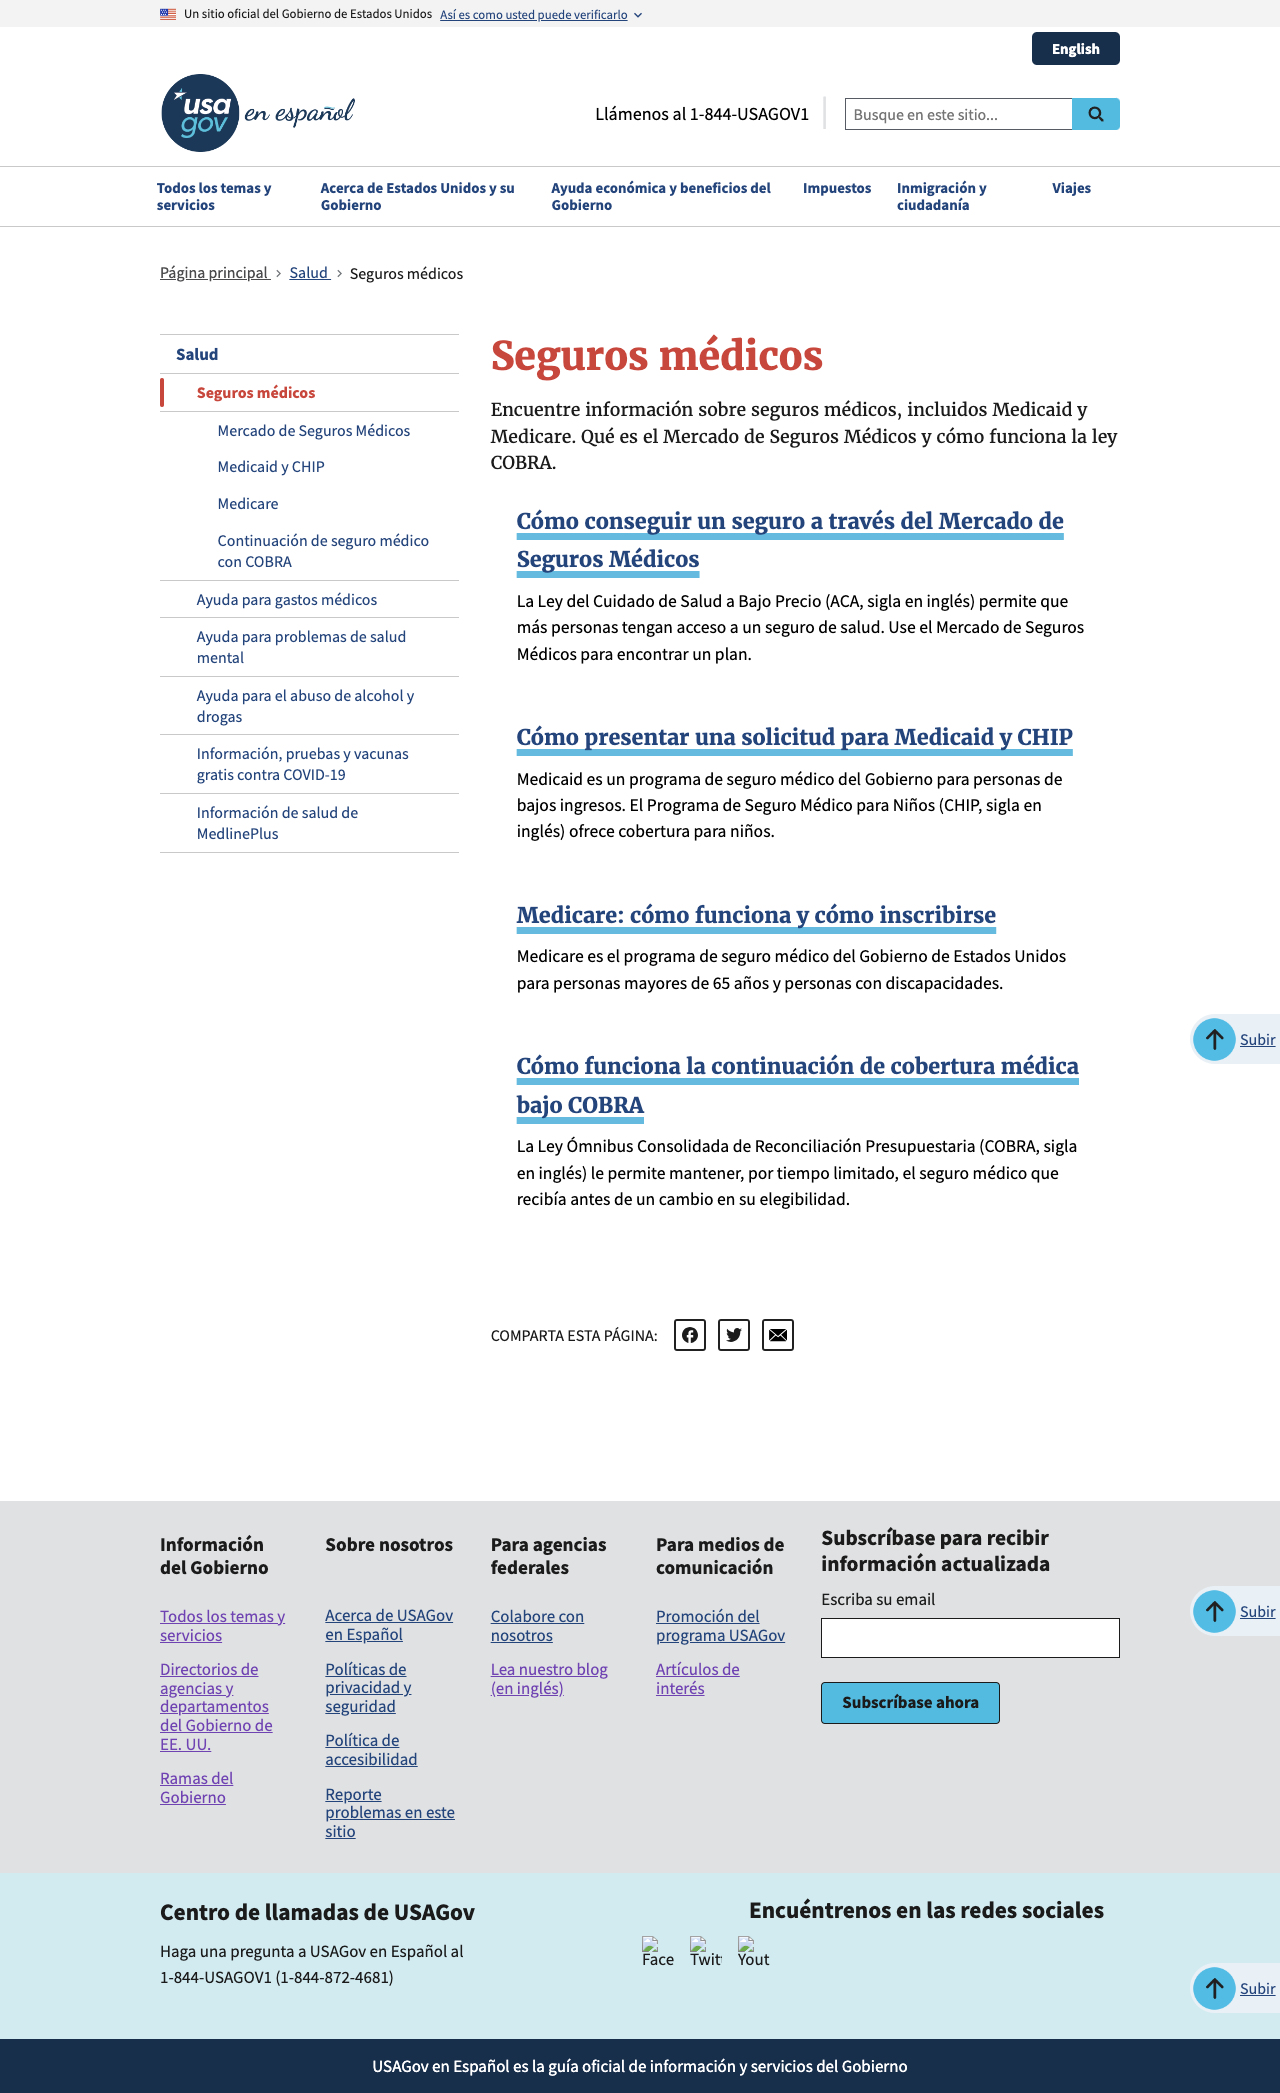 Un sitio oficial del Gobierno de Estados Unidos Así es como usted puede verificarlo
English
usa gov en español
Llámenos al 1-844-USAGOV1
Busque en este sitio...
Todos los temas y servicios
Acerca de Estados Unidos y su Gobierno
Ayuda económica y beneficios del Gobierno
Impuestos
Inmigración y ciudadanía
Viajes
Página principal > Salud > Seguros médicos
Salud
Seguros médicos
Mercado de Seguros Médicos
Medicaid y CHIP
Medicare
Continuación de seguro médico
con COBRA
Ayuda para gastos médicos
Ayuda para problemas de salud
mental
Ayuda para el abuso de alcohol y
drogas
Información, pruebas y vacunas
gratis contra COVID-19
Información de salud de
MedlinePlus
Seguros médicos
Encuentre información sobre seguros médicos, incluidos Medicaid y
Medicare. Qué es el Mercado de Seguros Médicos y cómo funciona la ley
COBRA.
Cómo conseguir un seguro a través del Mercado de
Seguros Médicos
La Ley del Cuidado de Salud a Bajo Precio (ACA, sigla en inglés) permite que
más personas tengan acceso a un seguro de salud. Use el Mercado de Seguros
Médicos para encontrar un plan.
Cómo presentar una solicitud para Medicaid y CHIP
Medicaid es un programa de seguro médico del Gobierno para personas de
bajos ingresos. El Programa de Seguro Médico para Niños (CHIP, sigla en
inglés) ofrece cobertura para niños.
Medicare: cómo funciona y cómo inscribirse
Medicare es el programa de seguro médico del Gobierno de Estados Unidos
para personas mayores de 65 años y personas con discapacidades.
Subir
Cómo funciona la continuación de cobertura médica
bajo COBRA
La Ley Ómnibus Consolidada de Reconciliación Presupuestaria (COBRA, sigla
en inglés) le permite mantener, por tiempo limitado, el seguro médico que
recibía antes de un cambio en su elegibilidad.
COMPARTA ESTA PÁGINA:
Información
del Gobierno
Todos los temas y
servicios
Directorios de
agencias y
departamentos
del Gobierno de
EE. UU.
Ramas del
Gobierno
Sobre nosotros
Acerca de USAGov
en Español
Políticas de
privacidad y
seguridad
Política de
accesibilidad
Reporte
problemas en este
sitio
Para agencias
federales
Colabore con
nosotros
Lea nuestro blog
(en inglés)
Para medios de
comunicación
Promoción del
programa USAGov
Artículos de
interés
Subscríbase para recibir
información actualizada
Escriba su email
Subscríbase ahora
Subir
Centro de llamadas de USAGov
Haga una pregunta a USAGov en Español al
1-844-USAGOV1 (1-844-872-4681)
Encuéntrenos en las redes sociales
Face Twit Yout
Subir
USAGov en Español es la guía oficial de información y servicios del Gobierno